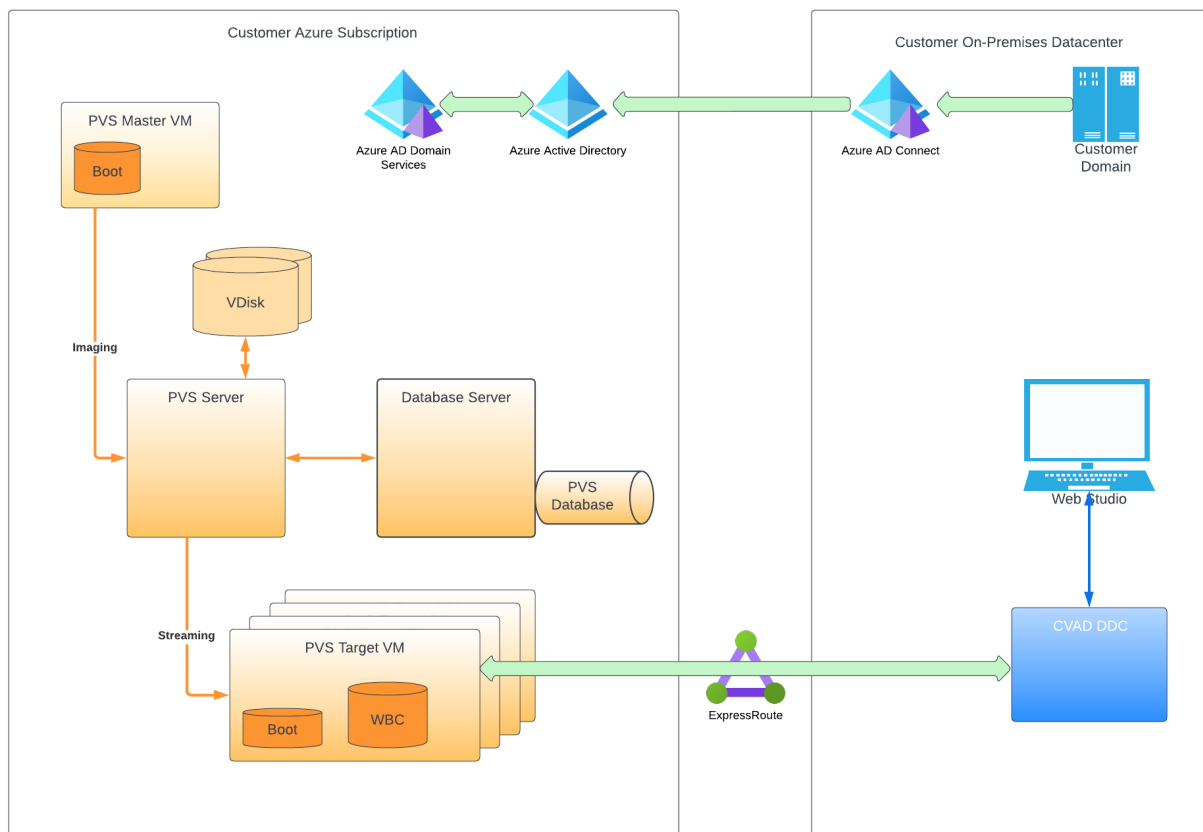 Customer Azure Subscription
Customer On-Premises Datacenter
PVS Master VM
Boot
Azure AD Domain
Services
Azure Active Directory
Azure AD Connect
Customer
Domain
VDisk
Imaging
PVS Server
Database Server
PVS
Database
Web Studio
Streaming
PVS Target VM
Boot
WBC
ExpressRoute
CVAD DDC